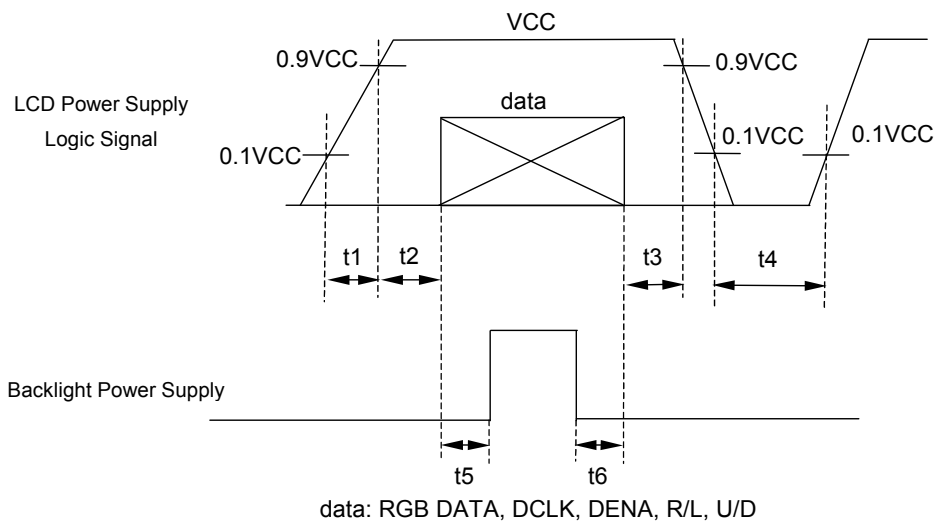 VCC
0.9VCC
0.9VCC
LCD Power Supply
Logic Signal
data
0.1VCC
0.1VCC
0.1VCC
t1
t2
t3
t4
Backlight Power Supply
t5
t6
data: RGB DATA, DCLK, DENA, R/L, U/D